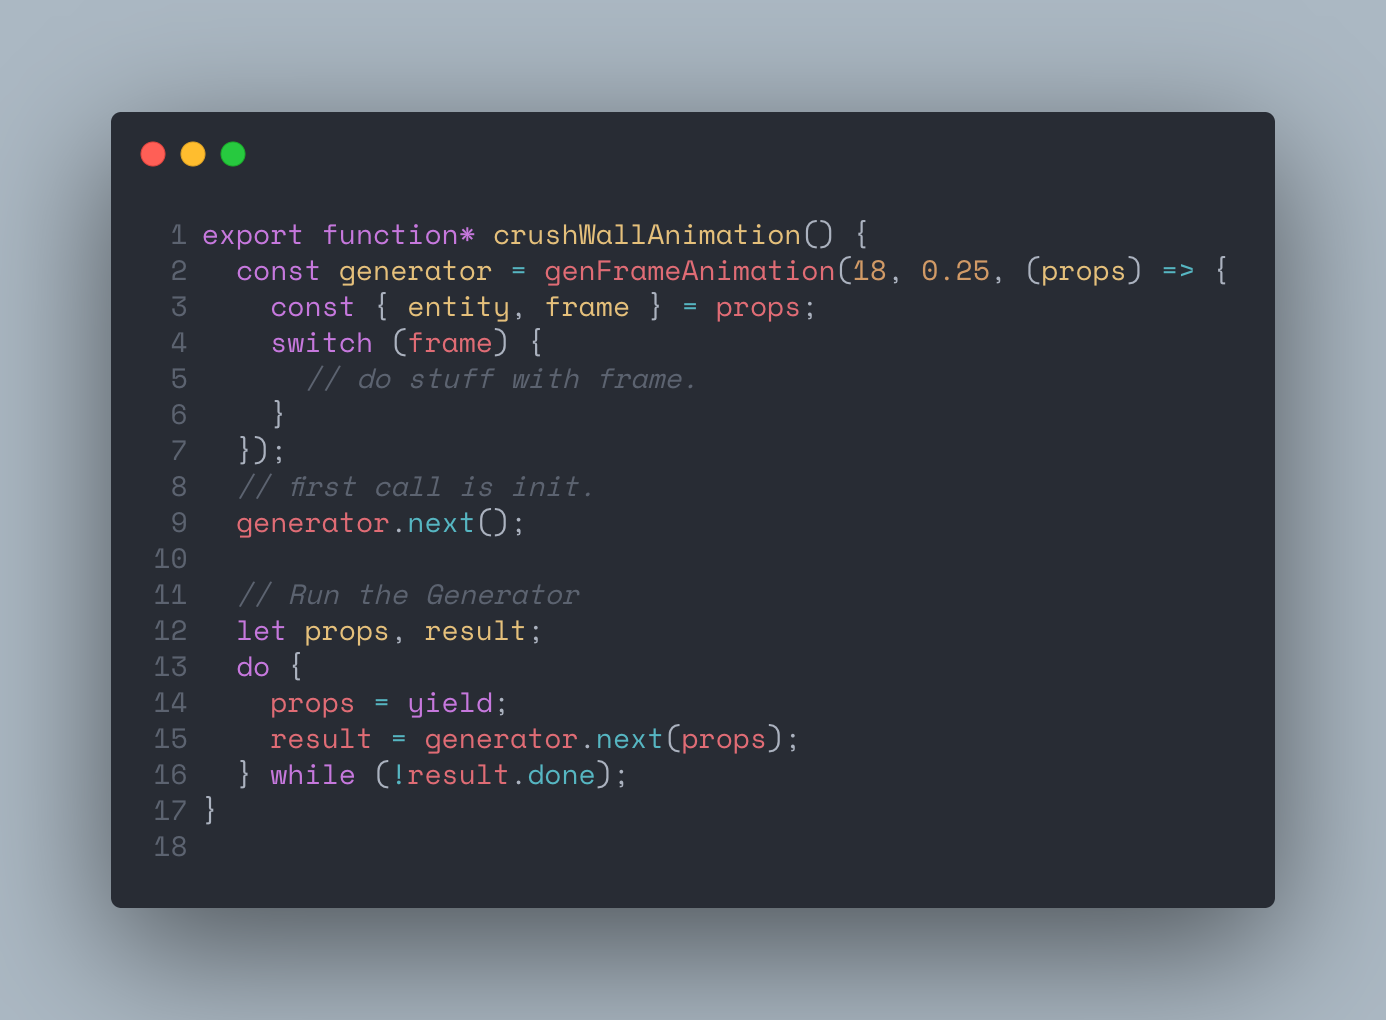 1 export function* crushWallAnimation() {
2   const generator = genFrameAnimation(18, 0.25, (props) => {
3     const { entity, frame } = props;
4     switch (frame) {
5       // do stuff with frame.
6     }
7   });
8   // first call is init.
9   generator.next();
10
11   // Run the Generator
12   let props, result;
13   do {
14     props = yield;
15     result = generator.next(props);
16   } while (!result.done);
17 }
18